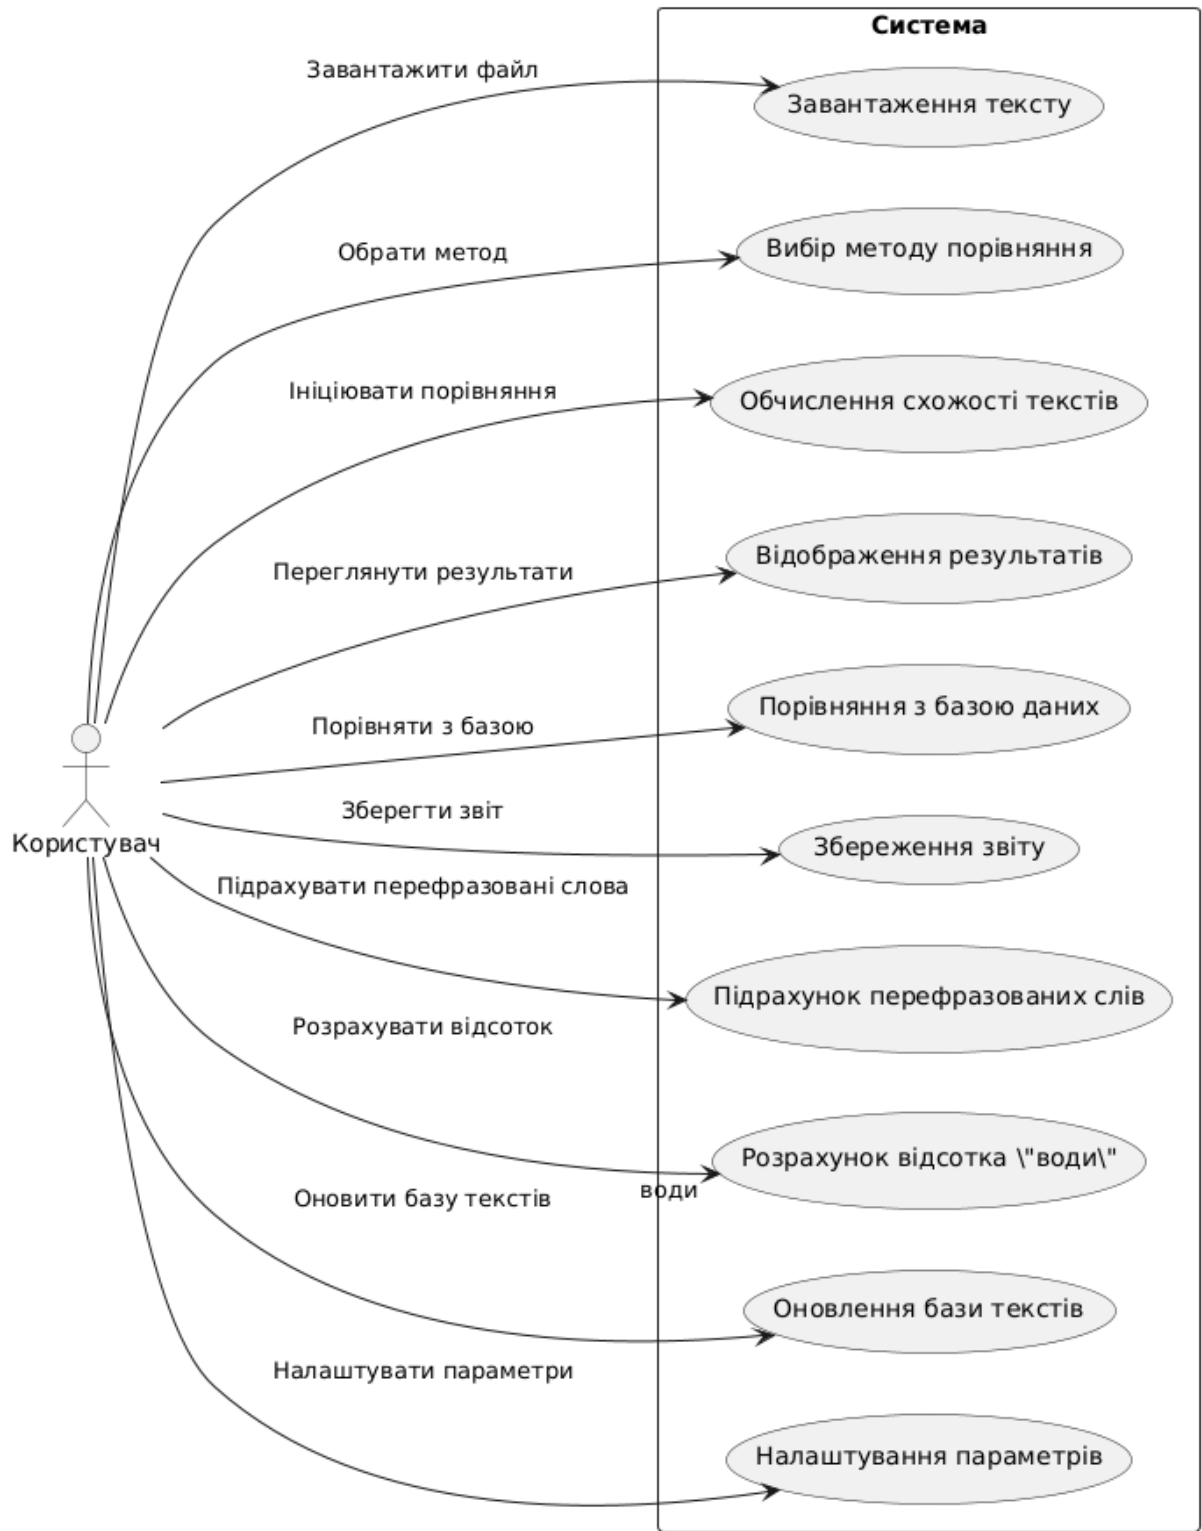 Система
Завантажити файл
Завантаження тексту
Обрати метод
Вибір методу порівняння
Ініціювати порівняння
Обчислення схожості текстів
Переглянути результати
Відображення результатів
Порівняти з базою
Порівняння з базою даних
Зберегти звіт
Збереження звіту
Користувач
Підрахувати перефразовані слова
Підрахунок перефразованих слів
Розрахувати відсоток
Розрахунок відсотка \"води\"
води
Оновити базу текстів
Оновлення бази текстів
Налаштувати параметри
Налаштування параметрів